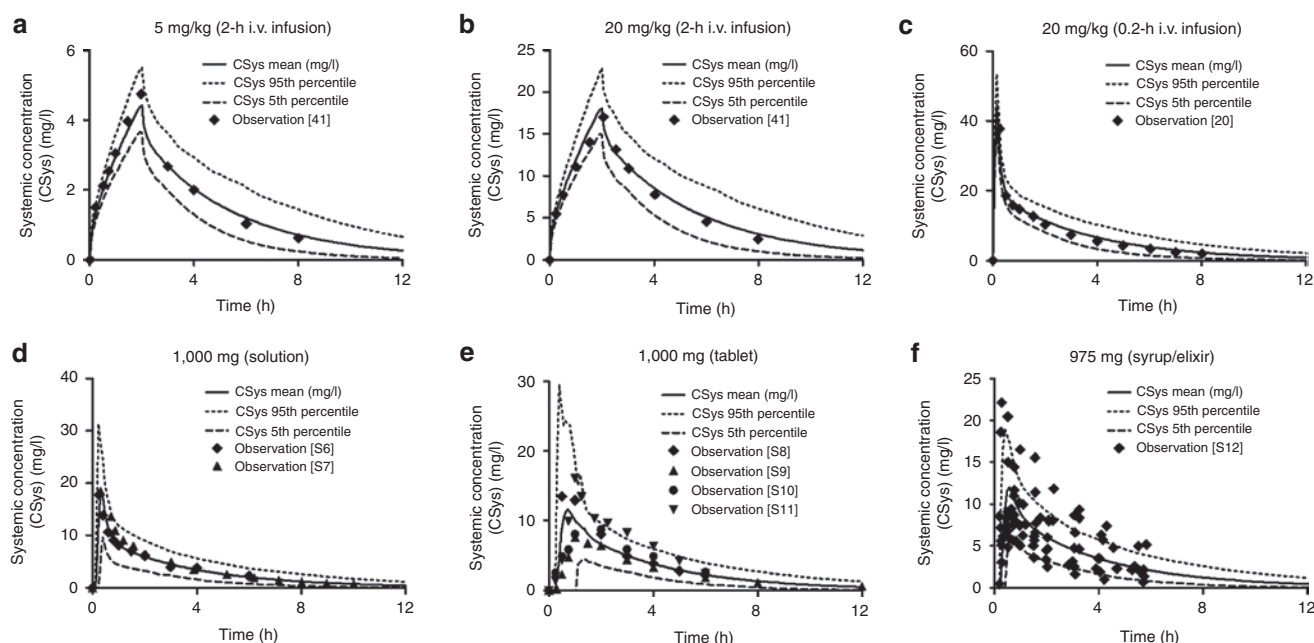 a
5 mg/kg (2-h i.v. infusion)
Systemic concentration
(CSys) (mg/l)
6
4
2
0
CSys mean (mg/l)
CSys 95th percentile
CSys 5th percentile
Observation [41]
0
4
8
12
Time (h)
b
20 mg/kg (2-h i.v. infusion)
Systemic concentration
(CSys) (mg/l)
25
20
15
10
5
0
CSys mean (mg/l)
CSys 95th percentile
CSys 5th percentile
Observation [41]
0
4
8
12
Time (h)
c
20 mg/kg (0.2-h i.v. infusion)
Systemic concentration
(CSys) (mg/l)
60
40
20
0
CSys mean (mg/l)
CSys 95th percentile
CSys 5th percentile
Observation [20]
0
4
8
12
Time (h)
d
1,000 mg (solution)
Systemic concentration
(CSys) (mg/l)
40
30
20
10
0
CSys mean (mg/l)
CSys 95th percentile
CSys 5th percentile
Observation [S6]
Observation [S7]
0
2
4
6
8
10
12
Time (h)
e
1,000 mg (tablet)
Systemic concentration
(CSys) (mg/l)
30
20
10
0
CSys mean (mg/l)
CSys 95th percentile
CSys 5th percentile
Observation [S8]
Observation [S9]
Observation [S10]
Observation [S11]
0
4
8
12
Time (h)
f
975 mg (syrup/elixir)
Systemic concentration
(CSys) (mg/l)
25
20
15
10
5
0
CSys mean (mg/l)
CSys 95th percentile
CSys 5th percentile
Observation [S12]
0
4
8
12
Time (h)